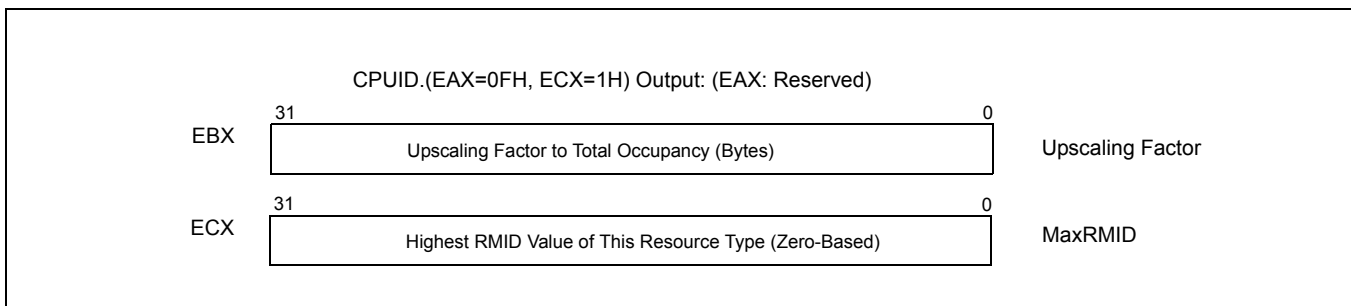 CPUID.(EAX=0FH, ECX=1H) Output: (EAX: Reserved)
31 0
EBX Upscaling Factor to Total Occupancy (Bytes) Upscaling Factor
31 0
ECX Highest RMID Value of This Resource Type (Zero-Based) MaxRMID